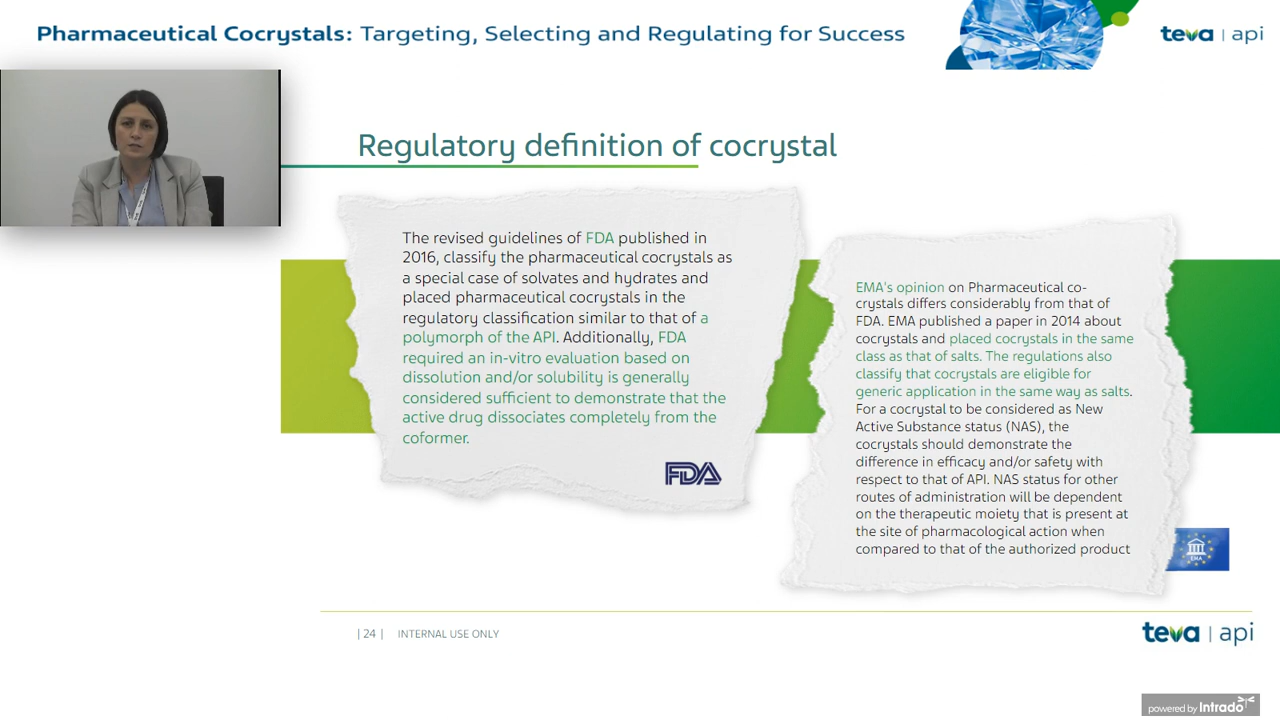 Pharmaceutical Cocrystals: Targeting, Selecting and Regulating for Success
teva | api
Regulatory definition of cocrystal
The revised guidelines of FDA published in
2016, classify the pharmaceutical cocrystals as
a special case of solvates and hydrates and
placed pharmaceutical cocrystals in the
regulatory classification similar to that of a
polymorph of the API. Additionally, FDA
required an in-vitro evaluation based on
dissolution and/or solubility is generally
considered sufficient to demonstrate that the
active drug dissociates completely from the
coformer.
FDA
EMA's opinion on Pharmaceutical co-
crystals differs considerably from that of
FDA. EMA published a paper in 2014 about
cocrystals and placed cocrystals in the same
class as that of salts. The regulations also
classify that cocrystals are eligible for
generic application in the same way as salts.
For a cocrystal to be considered as New
Active Substance status (NAS), the
cocrystals should demonstrate the
difference in efficacy and/or safety with
respect to that of API. NAS status for other
routes of administration will be dependent
on the therapeutic moiety that is present at
the site of pharmacological action when
compared to that of the authorized product
EMA
| 24 | INTERNAL USE ONLY
teva | api
powered by Intrado